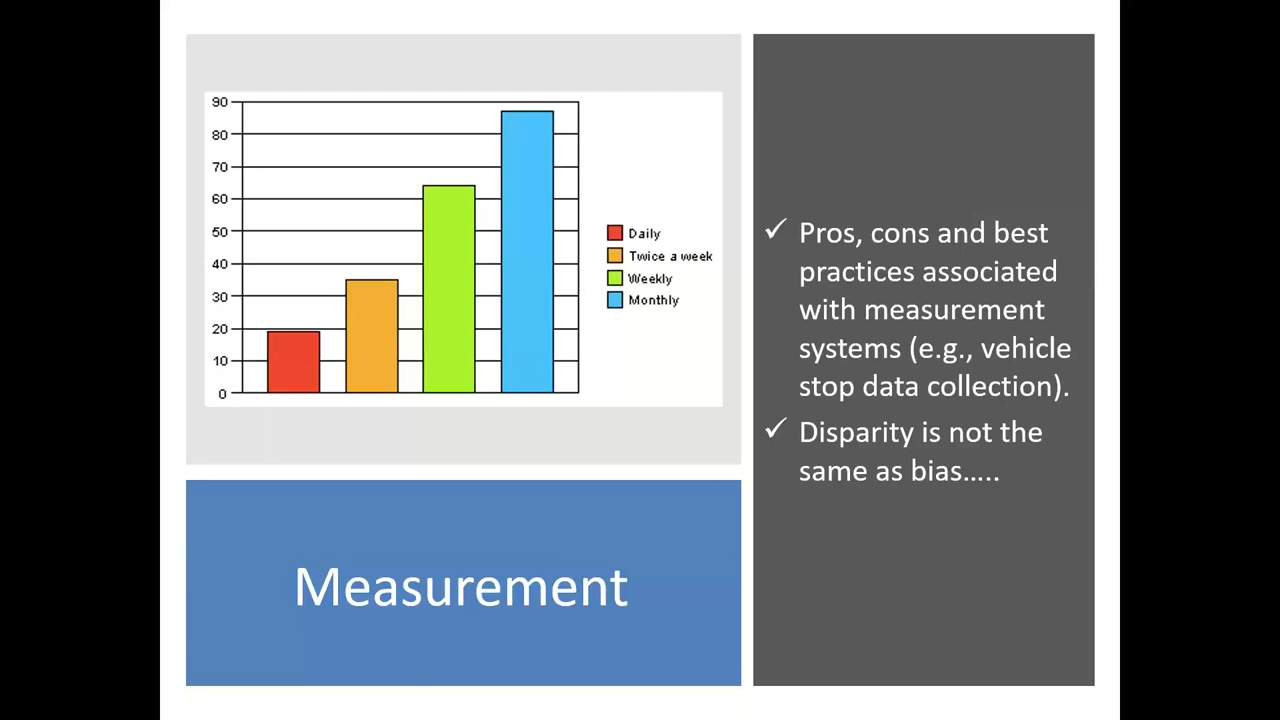 90
80
70
60
50
40
30
20
10
0
Daily
Twice a week
Weekly
Monthly
Measurement
✓ Pros, cons and best
practices associated
with measurement
systems (e.g., vehicle
stop data collection).
✓ Disparity is not the
same as bias…..